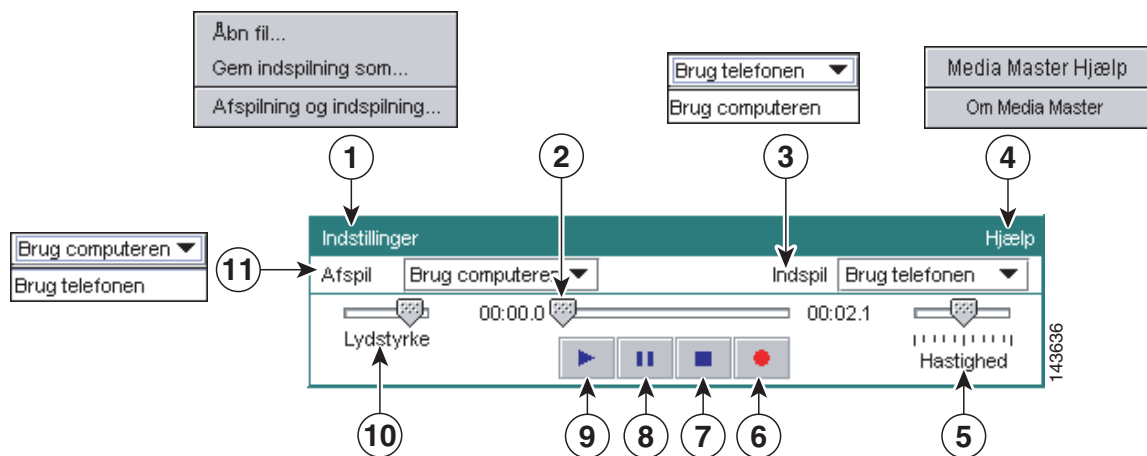 Åbn fil...
Gem indspilning som...
Afspilning og indspilning...
Brug telefonen
Brug computeren
Media Master Hjælp
Om Media Master
1
2
3
4
Brug computeren
Brug telefonen
11
Indstillinger
Hjælp
Afspil
Brug computeren
Indspil
Brug telefonen
00:00.0
00:02.1
Lydstyrke
Hastighed
143636
10
9
8
7
6
5